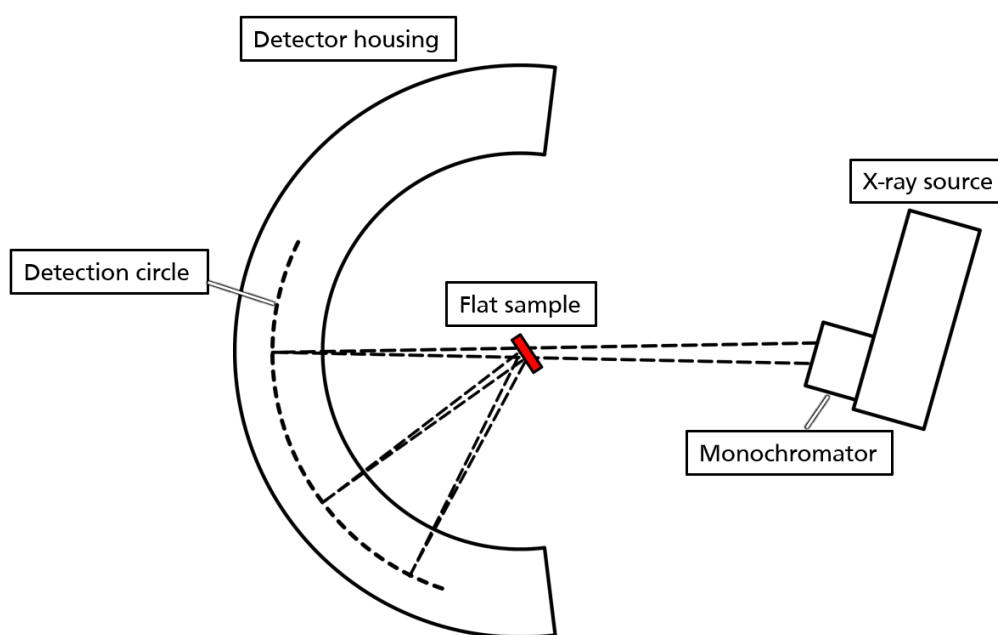 Detector housing
X-ray source
Detection circle
Flat sample
Monochromator